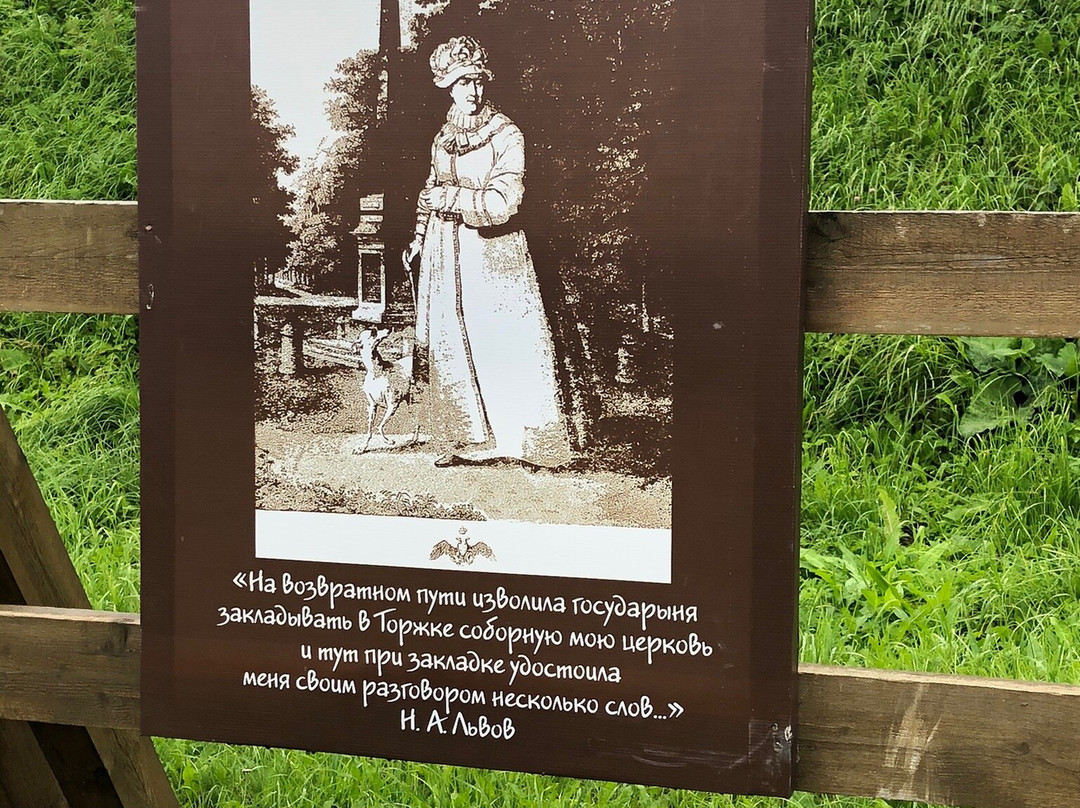 «На возвратном пути изволила государыня
закладывать в Торжке соборную мою церковь
и тут при закладке удостоила
меня своим разговором несколько слов...»
Н. А. Львов